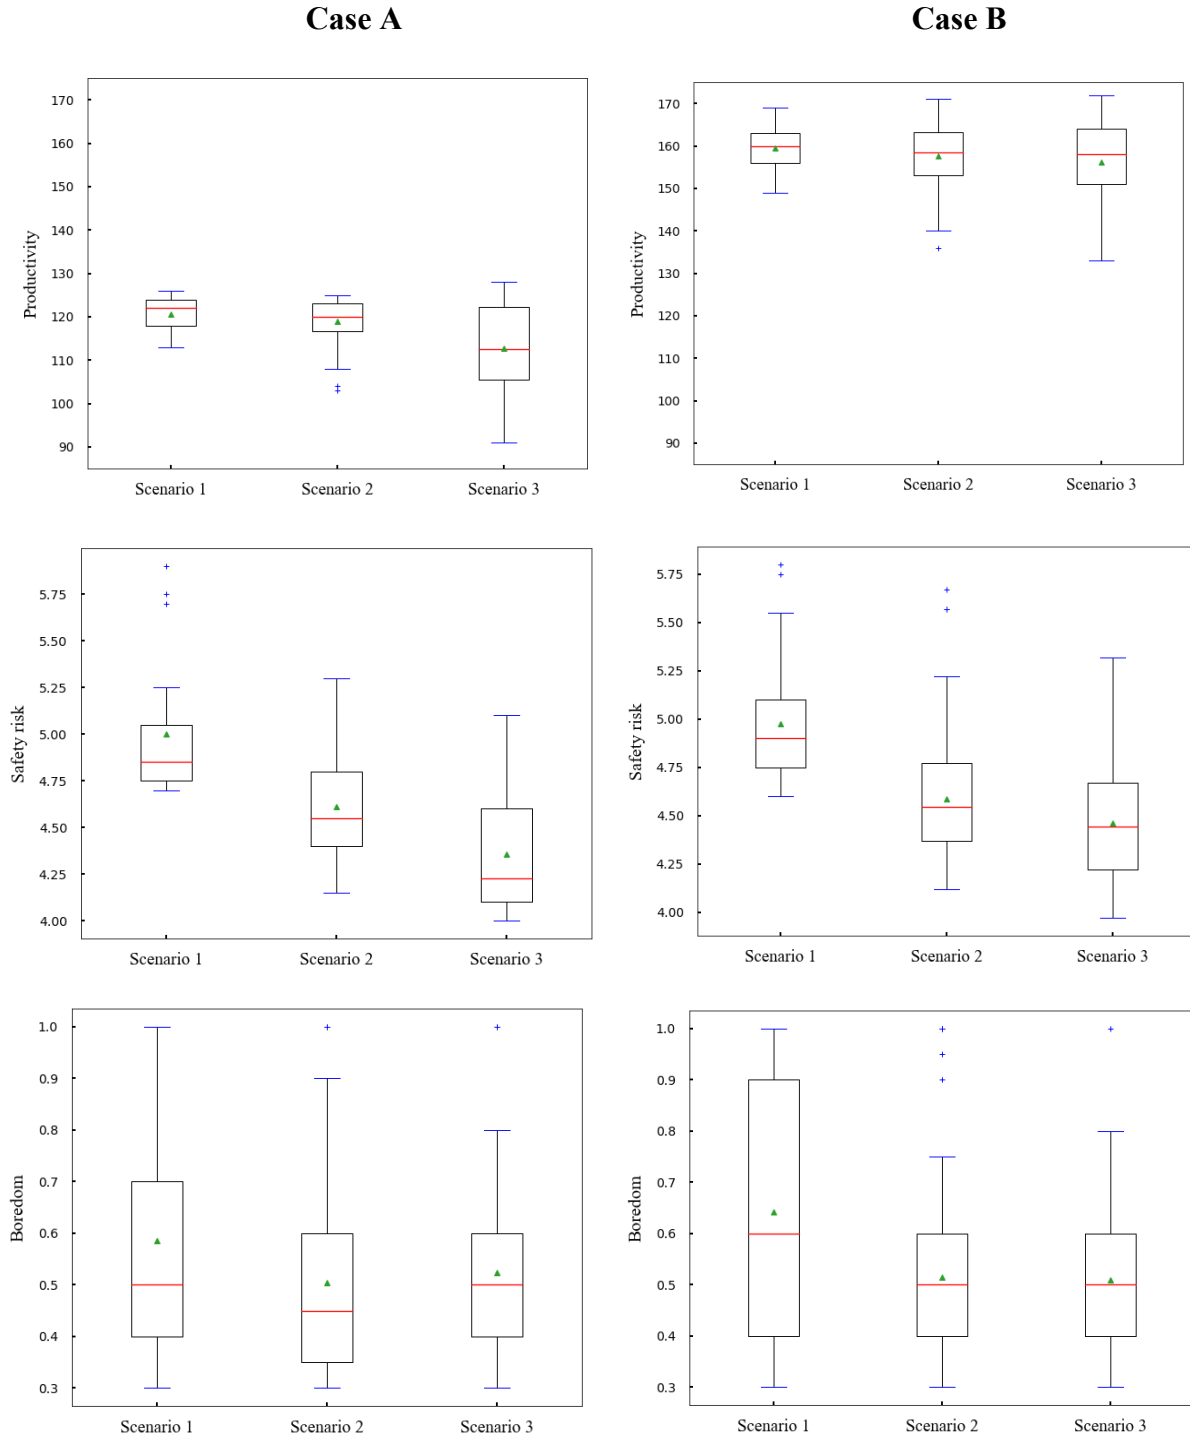 Case A
Case B
Productivity
170
160
150
140
130
120
110
100
90
Scenario 1
Scenario 2
Scenario 3
Productivity
170
160
150
140
130
120
110
100
90
Scenario 1
Scenario 2
Scenario 3
Safety risk
5.75
5.50
5.25
5.00
4.75
4.50
4.25
4.00
Scenario 1
Scenario 2
Scenario 3
Safety risk
5.75
5.50
5.25
5.00
4.75
4.50
4.25
4.00
Scenario 1
Scenario 2
Scenario 3
Boredom
1.0
0.9
0.8
0.7
0.6
0.5
0.4
0.3
Scenario 1
Scenario 2
Scenario 3
Boredom
1.0
0.9
0.8
0.7
0.6
0.5
0.4
0.3
Scenario 1
Scenario 2
Scenario 3